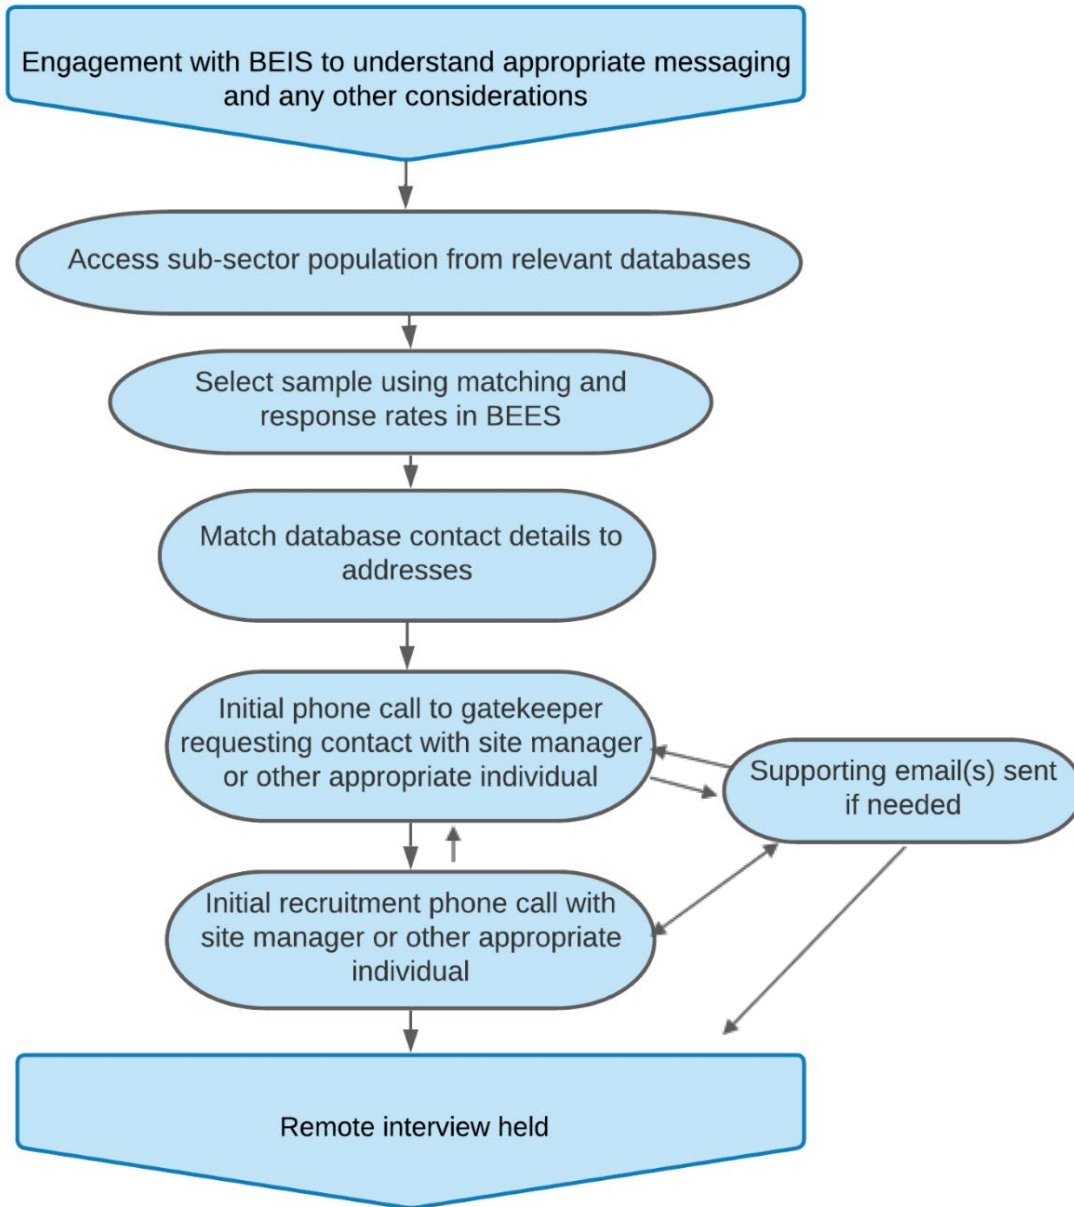 Engagement with BEIS to understand appropriate messaging
and any other considerations
Access sub-sector population from relevant databases
Select sample using matching and
response rates in BEES
Match database contact details to
addresses
Initial phone call to gatekeeper
requesting contact with site manager
or other appropriate individual
Supporting email(s) sent
if needed
Initial recruitment phone call with
site manager or other appropriate
individual
Remote interview held